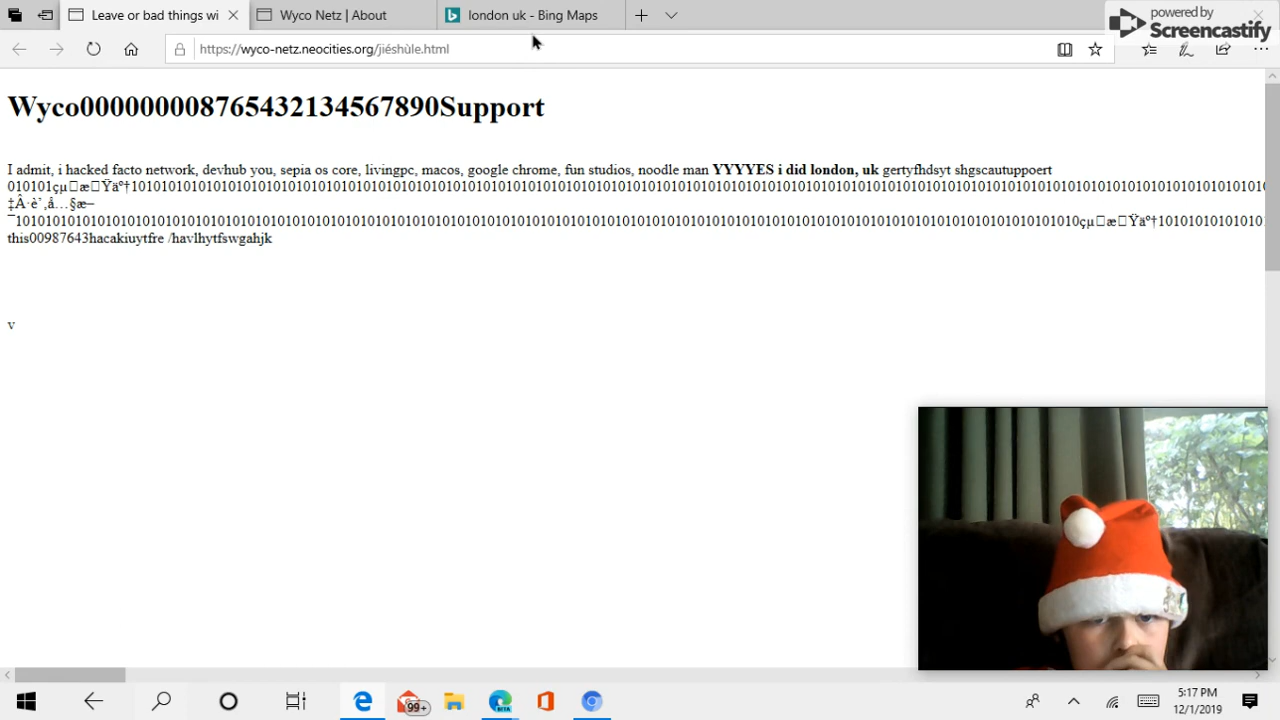 Leave or bad things wi
Wyco Netz | About
london uk - Bing Maps
powered by
Screencastify
https://wyco-netz.neocities.org/jiéshùle.html
Wyco0000000008765432134567890Support
I admit, i hacked facto network, devhub you, sepia os core, livingpc, macos, google chrome, fun studios, noodle man YYYYES i did london, uk gertyfhdsyt shgscautuppoert
‡Â·è¸‚å…§æ–
this00987643hacakiuytfre /havlhytfswgahjk
v
99+
BETA
5:17 PM
12/1/2019